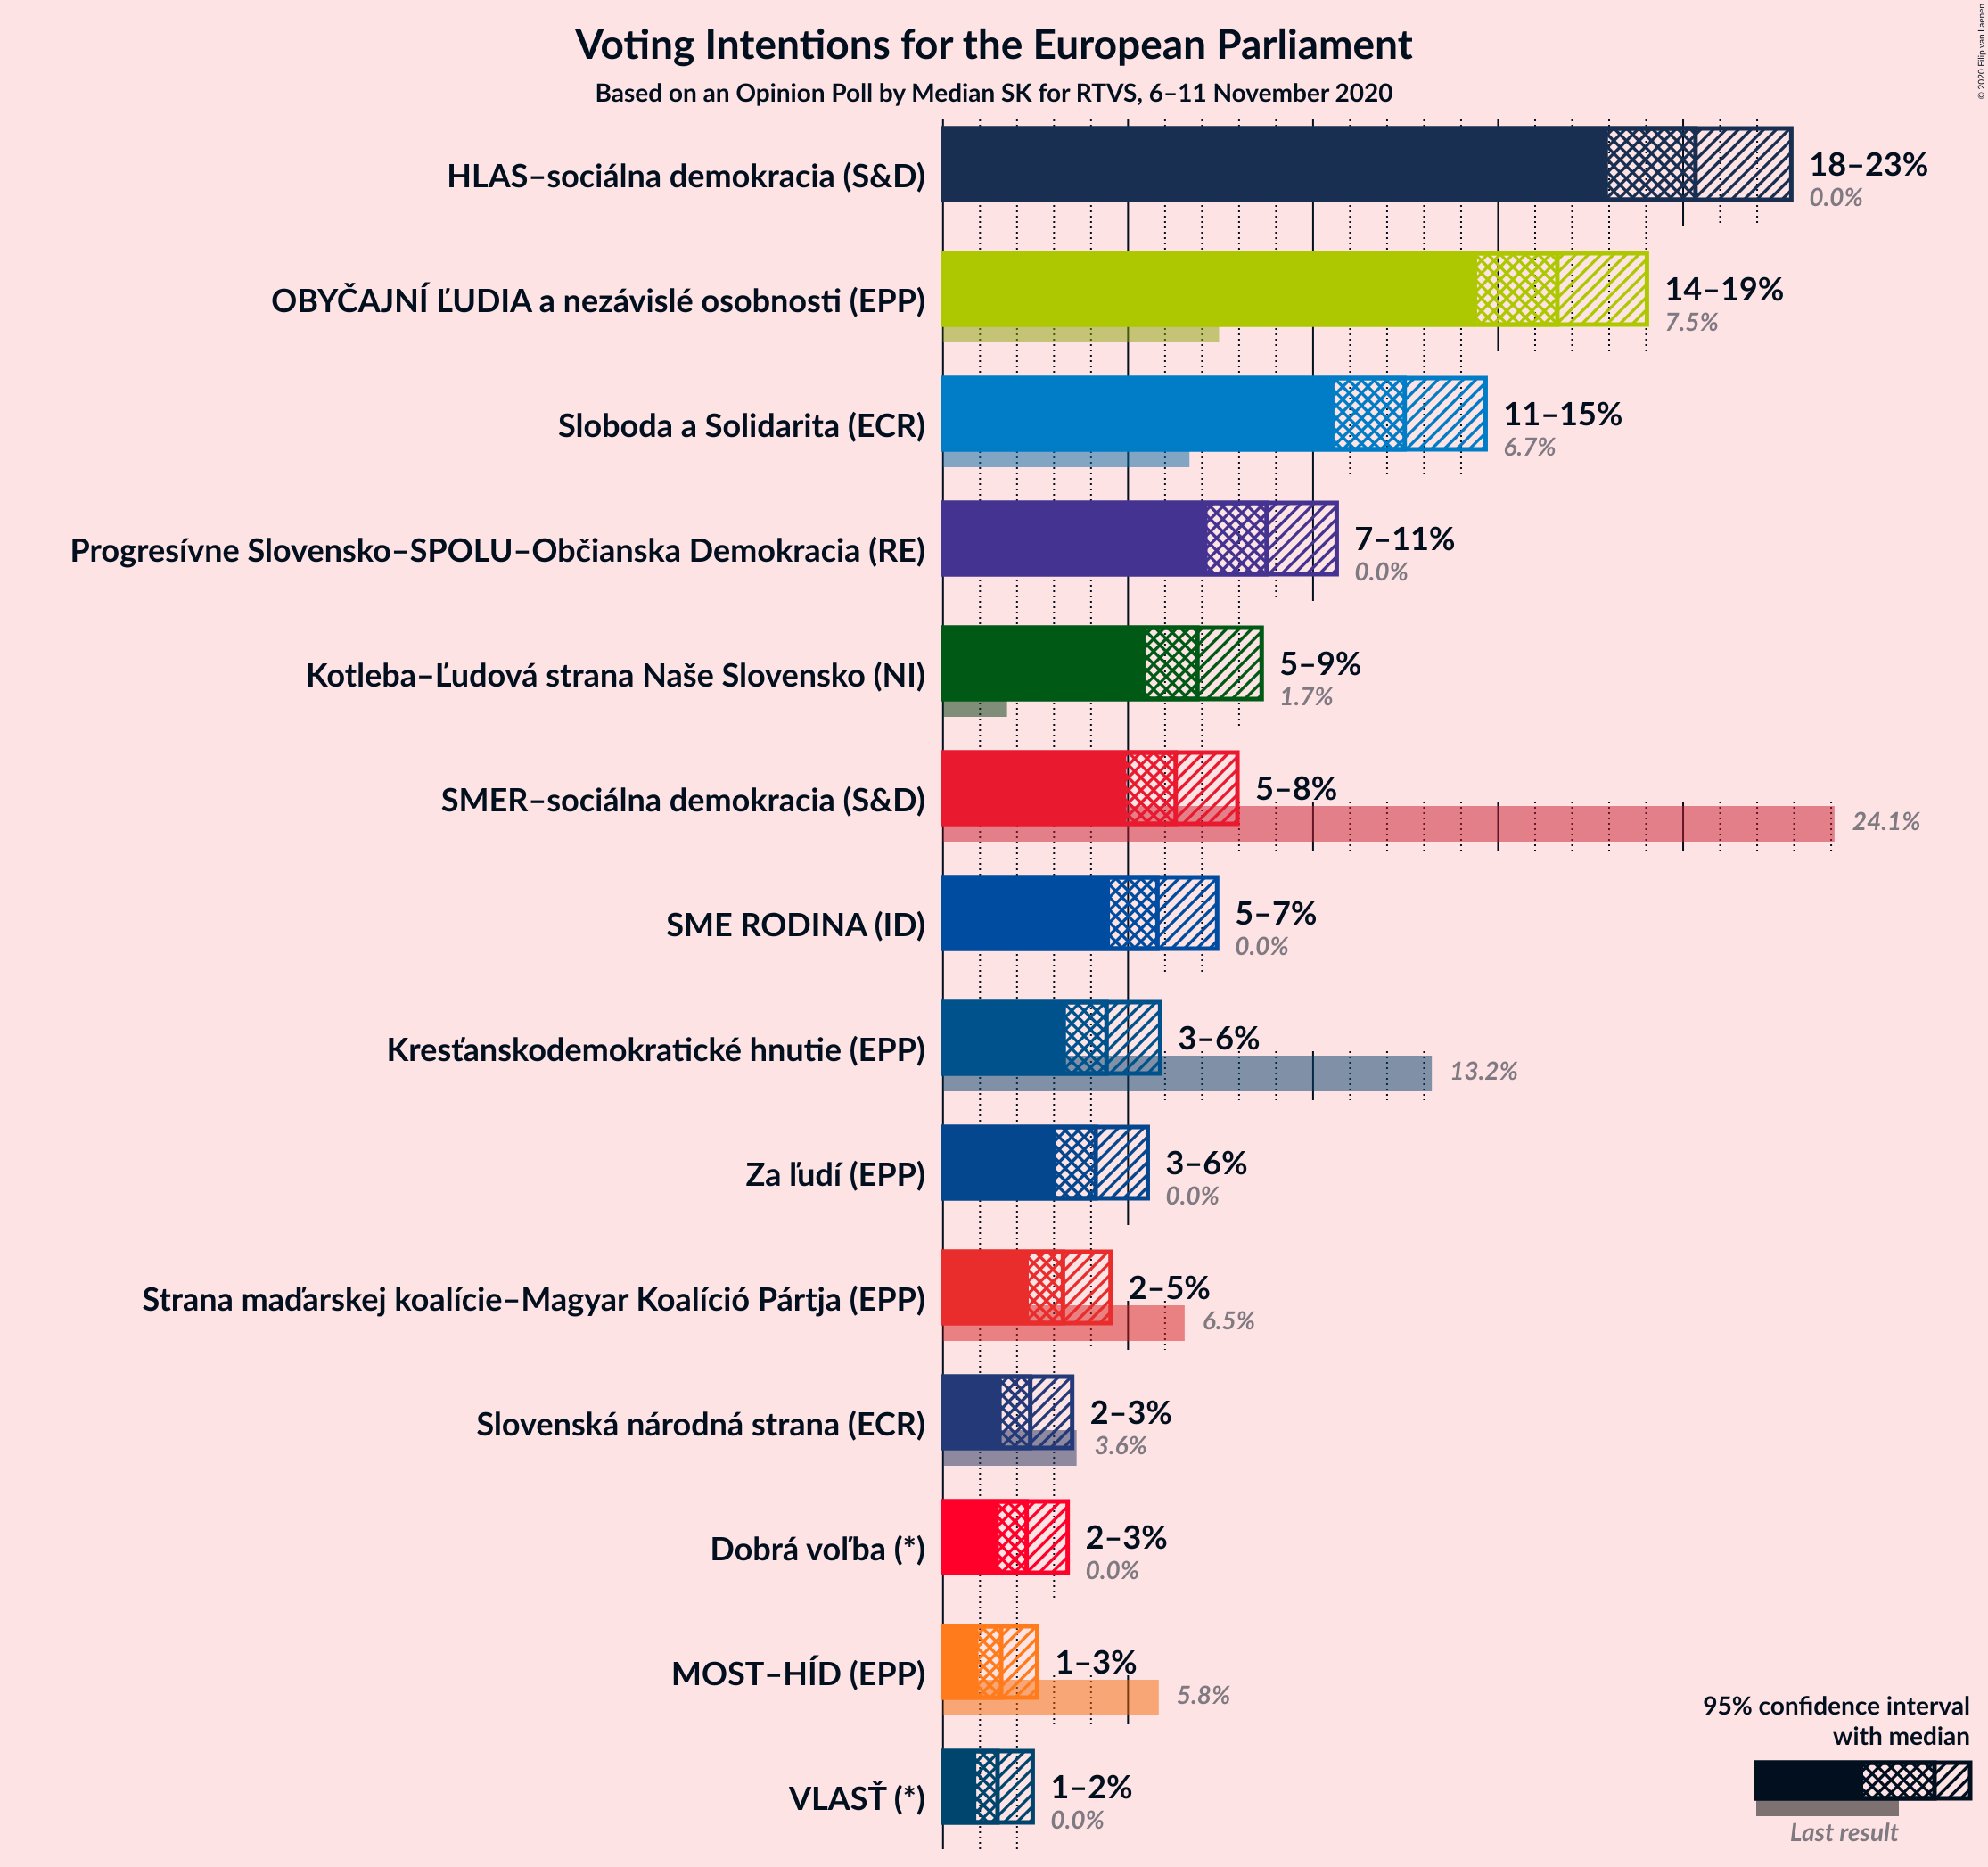 Voting Intentions for the European Parliament
Based on an Opinion Poll by Median SK for RTVS, 6–11 November 2020
© 2020 Filip van Laenen
HLAS–sociálna demokracia (S&D)
18–23%
0.0%
OBYČAJNÍ ĽUDIA a nezávislé osobnosti (EPP)
14–19%
7.5%
Sloboda a Solidarita (ECR)
11–15%
6.7%
Progresívne Slovensko–SPOLU–Občianska Demokracia (RE)
7–11%
0.0%
Kotleba–Ľudová strana Naše Slovensko (NI)
5–9%
1.7%
SMER–sociálna demokracia (S&D)
5–8%
24.1%
SME RODINA (ID)
5–7%
0.0%
Kresťanskodemokratické hnutie (EPP)
3–6%
13.2%
Za ľudí (EPP)
3–6%
0.0%
Strana maďarskej koalície–Magyar Koalíció Pártja (EPP)
2–5%
6.5%
Slovenská národná strana (ECR)
2–3%
3.6%
Dobrá voľba (*)
2–3%
0.0%
MOST–HÍD (EPP)
1–3%
5.8%
VLASŤ (*)
1–2%
0.0%
95% confidence interval
with median
Last result